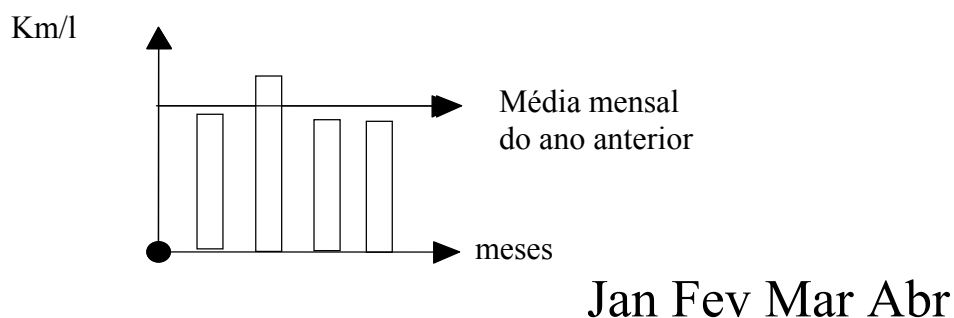 Km/l
Média mensal
do ano anterior
meses
Jan Fev Mar Abr